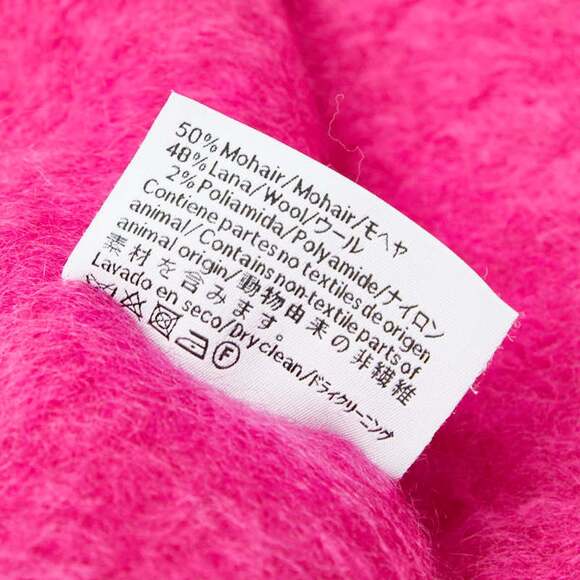 50% Mohair/Mohair/モヘヤ
48% Lana/Wool/ウール
2% Poliamida/Polyamide/ナイロン
Contiene partes no textiles de origen
animal/Contains non-textile parts of
animal origin/動物由来の非繊維
素材を含みます。
Lavado en seco/Dry clean/ドライクリーニング
F